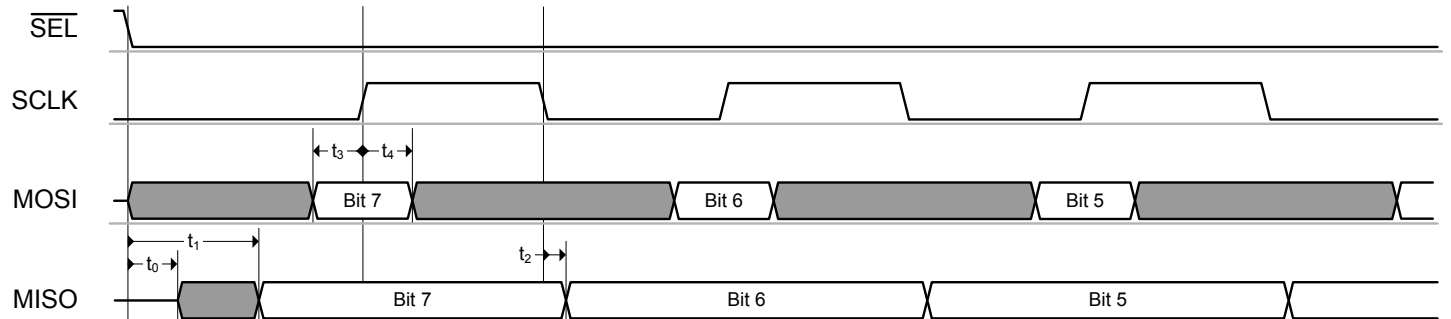 SEL
SCLK
t₃ t₄
MOSI Bit 7 Bit 6 Bit 5
t₁
t₂
t₀
MISO Bit 7 Bit 6 Bit 5